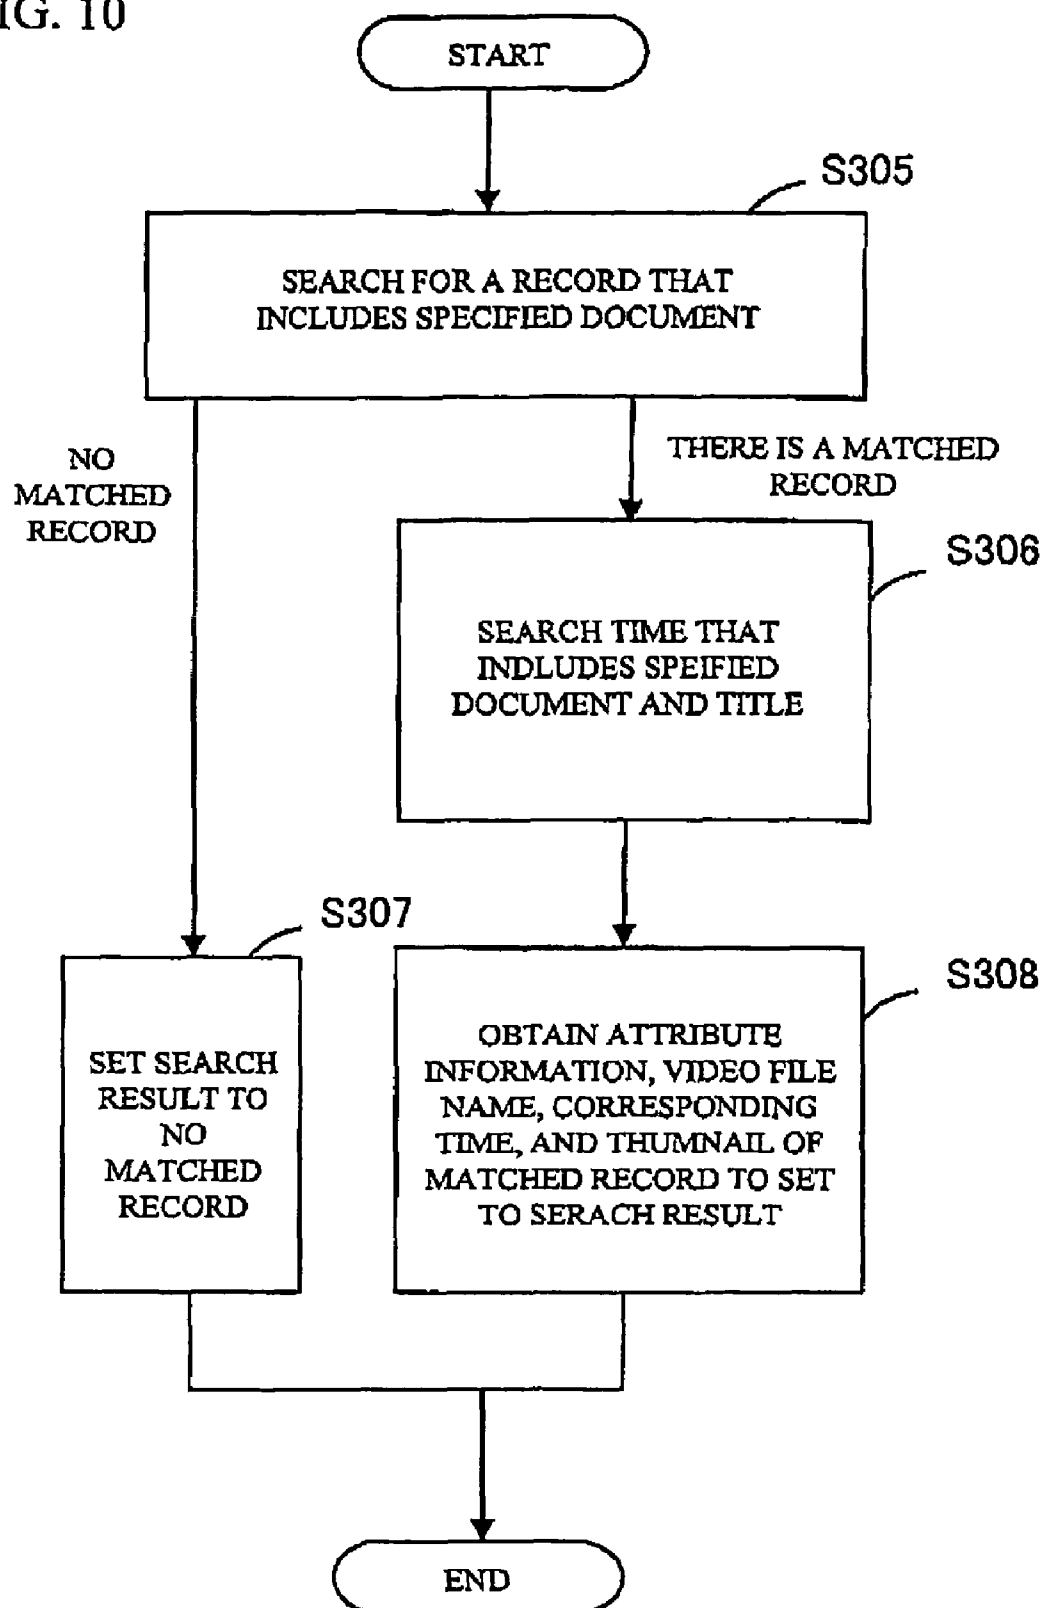 IG. 10
START
S305
SEARCH FOR A RECORD THAT
INCLUDES SPECIFIED DOCUMENT
NO
MATCHED
RECORD
THERE IS A MATCHED
RECORD
S306
SEARCH TIME THAT
INDLUDES SPEIFIED
DOCUMENT AND TITLE
S307
SET SEARCH
RESULT TO
NO
MATCHED
RECORD
S308
OBTAIN ATTRIBUTE
INFORMATION, VIDEO FILE
NAME, CORRESPONDING
TIME, AND THUMNAIL OF
MATCHED RECORD TO SET
TO SERACH RESULT
END